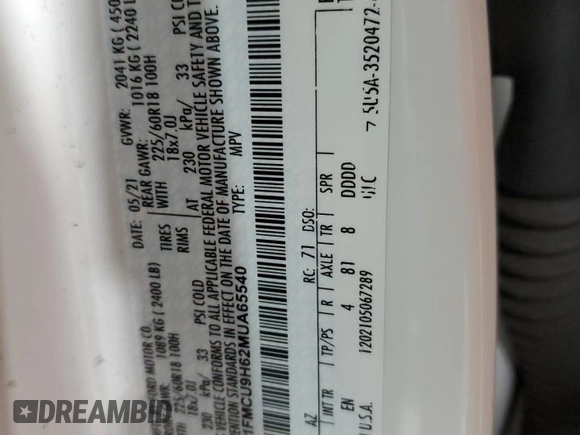 FORD MOTOR CO.
DATE: 05/21 GVWR: 2041 KG ( 450
1089 KG ( 2400 LB) REAR GAWR: 1016 KG ( 2240 L
WITH 225/60R18 100H
225/60R18 100H TIRES
18x7.0J RIMS 18x7.0J
230 kPa/ 33 PSI COLD AT 230 kPa/ 33 PSI CO
CONFORMS TO ALL APPLICABLE FEDERAL MOTOR VEHICLE SAFETY AND T
VENTION STANDARDS IN EFFECT ON THE DATE OF MANUFACTURE SHOWN ABOVE.
1FMCU9H62MUA65540 TYPE: MPV
AZ RC: 71 DSO:
INT TR TP/PS R AXLE TR SPR
EN 4 81 8 DDDD
U.S.A. 1202105067289
5U5A-3520472-
DREAMBID